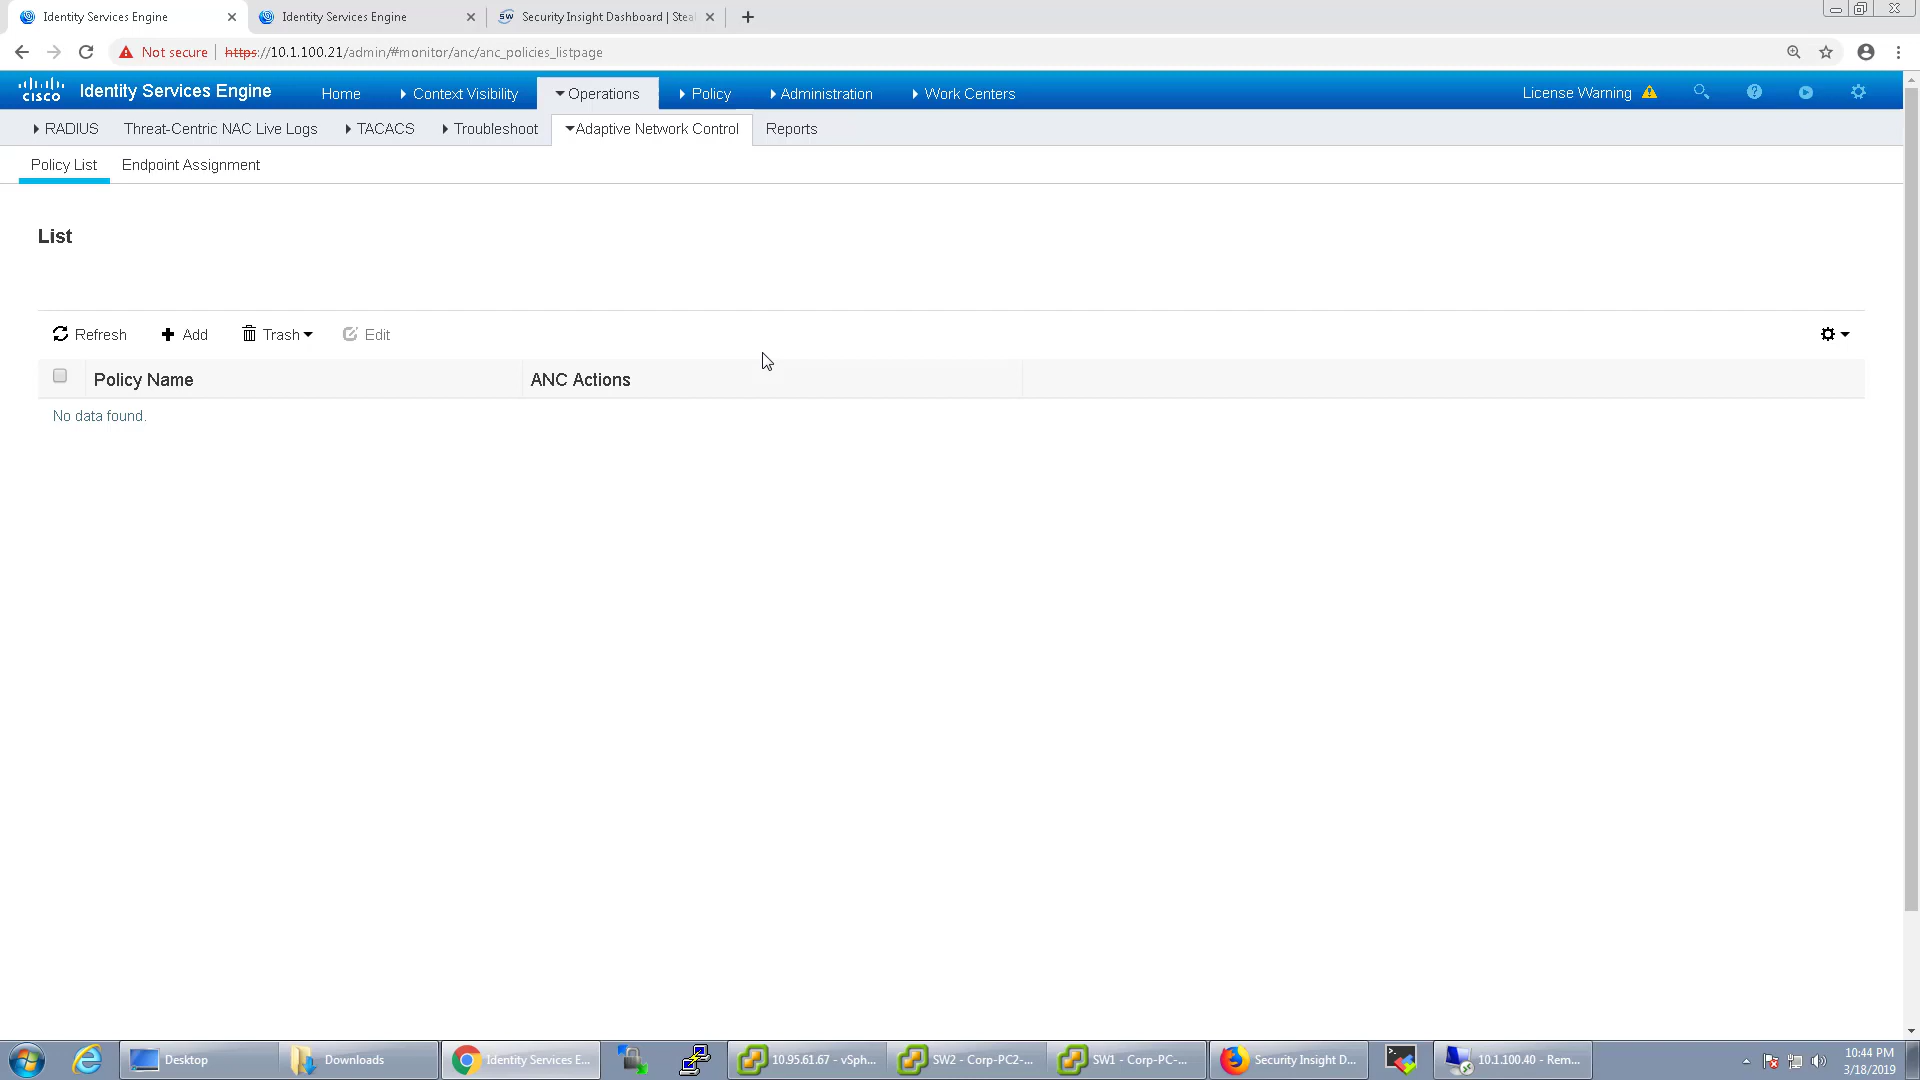 Identity Services Engine
Identity Services Engine
Security Insight Dashboard | Stea
Not secure | https://10.1.100.21/admin/#monitor/anc/anc_policies_listpage
cisco Identity Services Engine Home Context Visibility Operations Policy Administration Work Centers License Warning
RADIUS Threat-Centric NAC Live Logs TACACS Troubleshoot Adaptive Network Control Reports
Policy List Endpoint Assignment
List
Refresh Add Trash Edit
Policy Name ANC Actions
No data found.
Desktop Downloads Identity Services E... 10.95.61.67 - vSph... SW2 - Corp-PC2-... SW1 - Corp-PC-... Security Insight D... 10.1.100.40 - Rem... 10:44 PM
3/18/2019